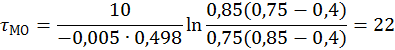 τ_МО = 10 / (−0,005 · 0,498) ln 0,85(0,75 − 0,4) / 0,75(0,85 − 0,4) = 22